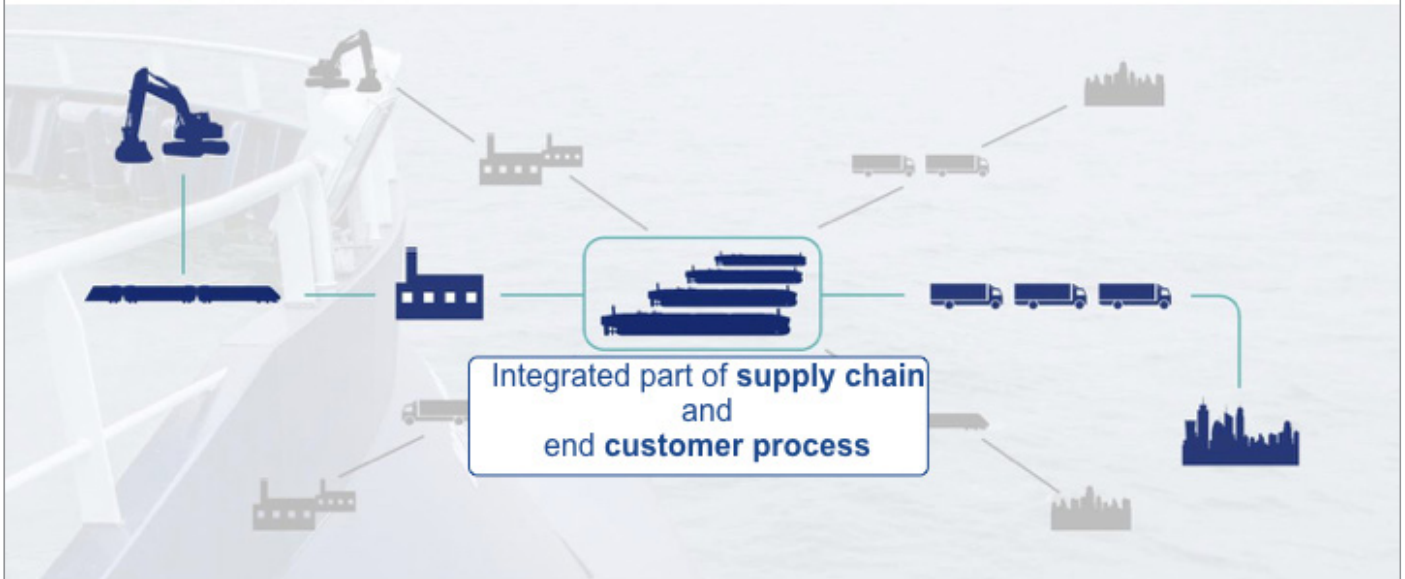 Integrated part of supply chain
and
end customer process